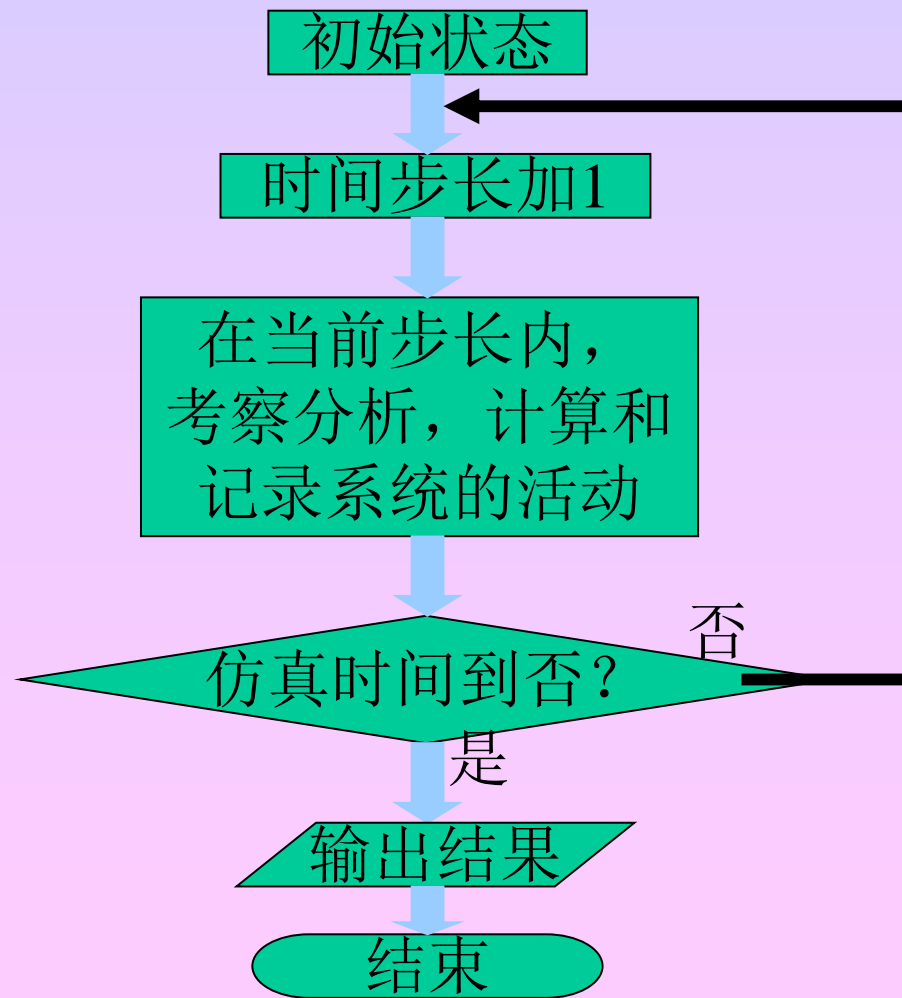 初始状态
时间步长加1
在当前步长内，
考察分析，计算和
记录系统的活动
否
仿真时间到否？
是
输出结果
结束